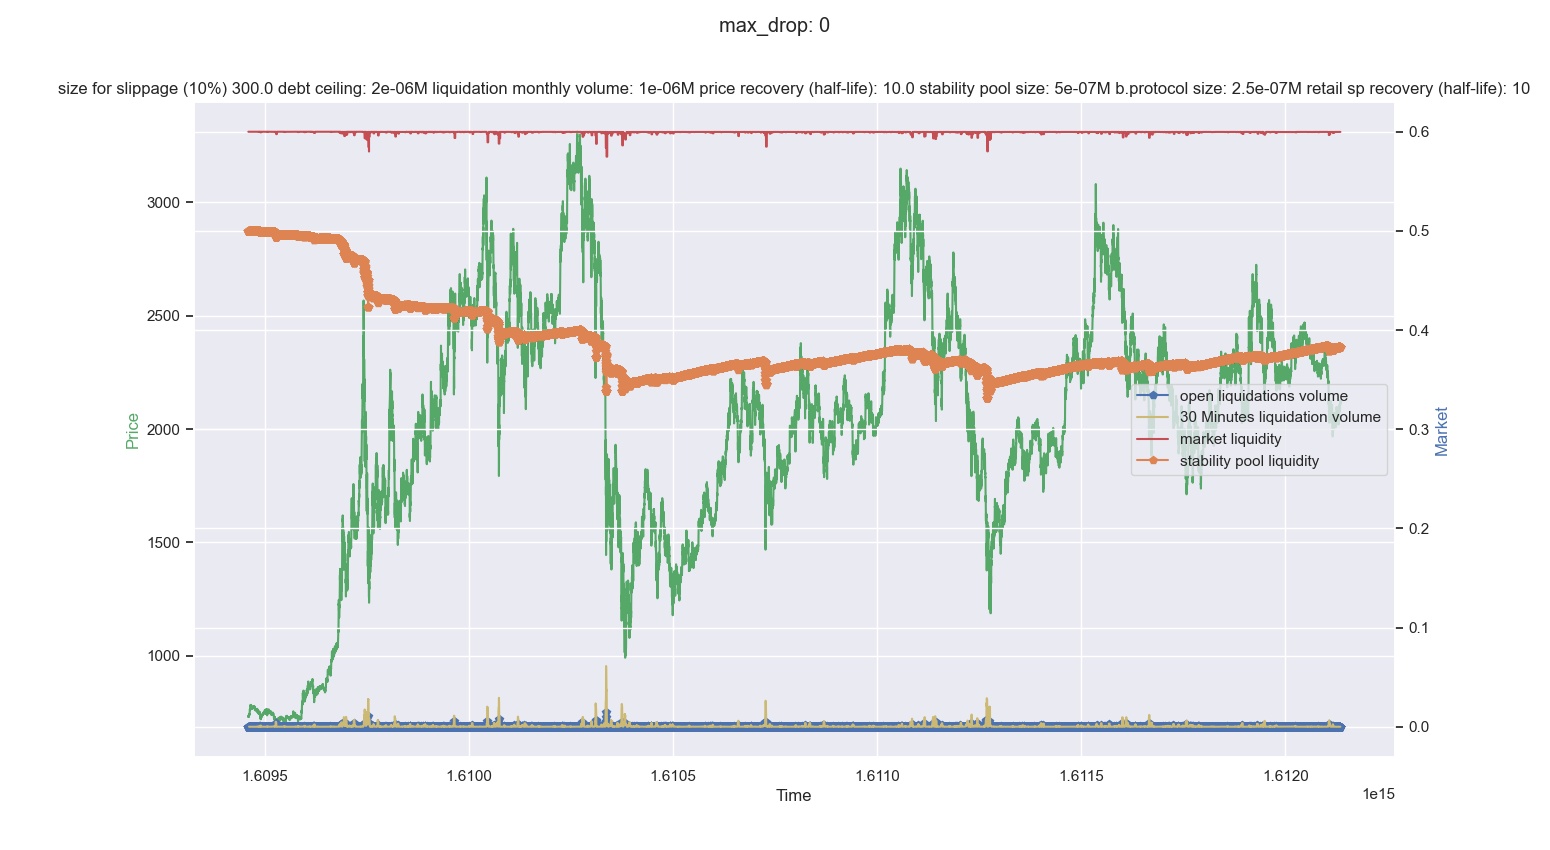 max_drop: 0
size for slippage (10%) 300.0 debt ceiling: 2e-06M liquidation monthly volume: 1e-06M price recovery (half-life): 10.0 stability pool size: 5e-07M b.protocol size: 2.5e-07M retail sp recovery (half-life): 10
3000
2500
2000
1500
1000
Price
0.6
0.5
0.4
0.3
0.2
0.1
0.0
Market
open liquidations volume
30 Minutes liquidation volume
market liquidity
stability pool liquidity
1.6095 1.6100 1.6105 1.6110 1.6115 1.6120
Time
1e15